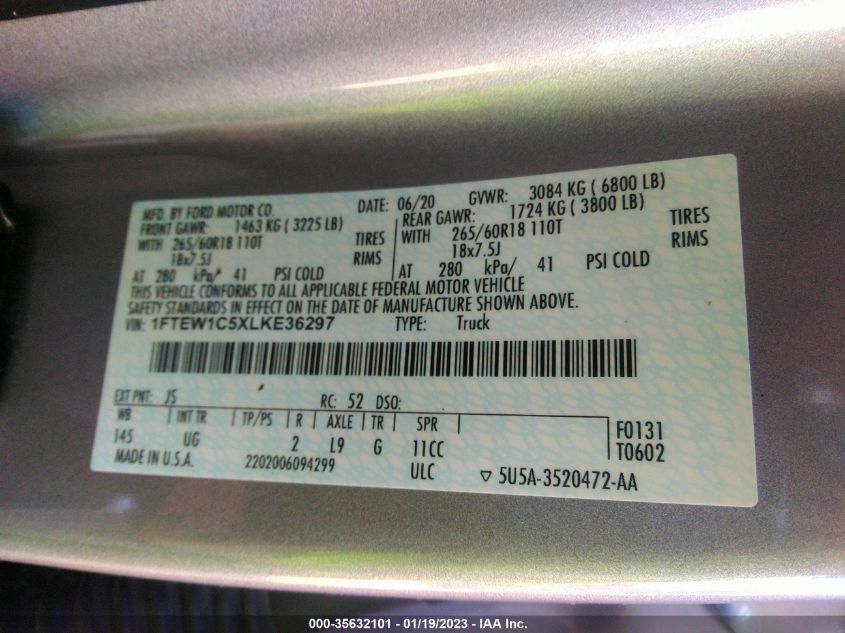 MFD. BY FORD MOTOR CO. DATE: 06/20 GVWR: 3084 KG ( 6800 LB)
FRONT GAWR: 1463 KG ( 3225 LB) REAR GAWR: 1724 KG ( 3800 LB)
WITH 265/60R18 110T TIRES WITH 265/60R18 110T TIRES
18x7.5J RIMS 18x7.5J RIMS
AT 280 kPa/ 41 PSI COLD AT 280 kPa/ 41 PSI COLD
THIS VEHICLE CONFORMS TO ALL APPLICABLE FEDERAL MOTOR VEHICLE
SAFETY STANDARDS IN EFFECT ON THE DATE OF MANUFACTURE SHOWN ABOVE.
VIN: 1FTEW1C5XLKE36297 TYPE: Truck
EXT PNT: JS RC: 52 DSO:
WB INT TR TP/PS R AXLE TR SPR F0131
145 UG 2 L9 G 11CC T0602
MADE IN U.S.A. 2202006094299 ULC ▽ 5U5A-3520472-AA
000-35632101 - 01/19/2023 - IAA Inc.